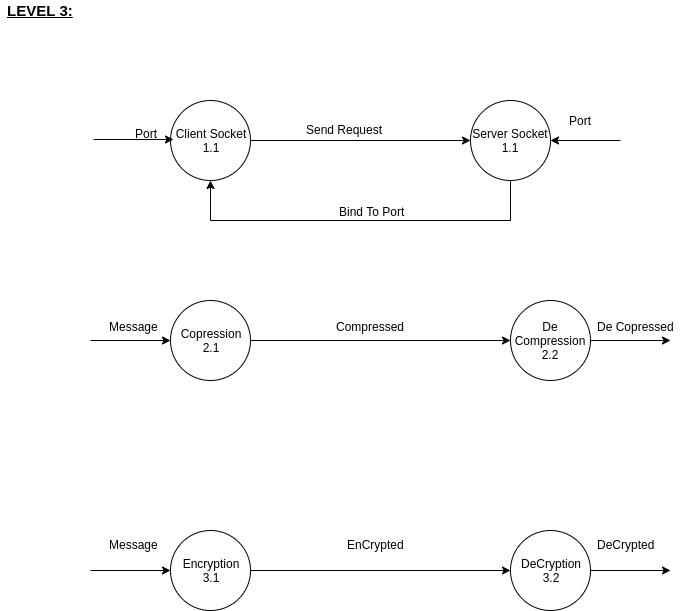 LEVEL 3:
Port
Client Socket
1.1
Send Request
Server Socket
1.1
Port
Bind To Port
Message
Copression
2.1
Compressed
De
Compression
2.2
De Copressed
Message
Encryption
3.1
EnCrypted
DeCryption
3.2
DeCrypted